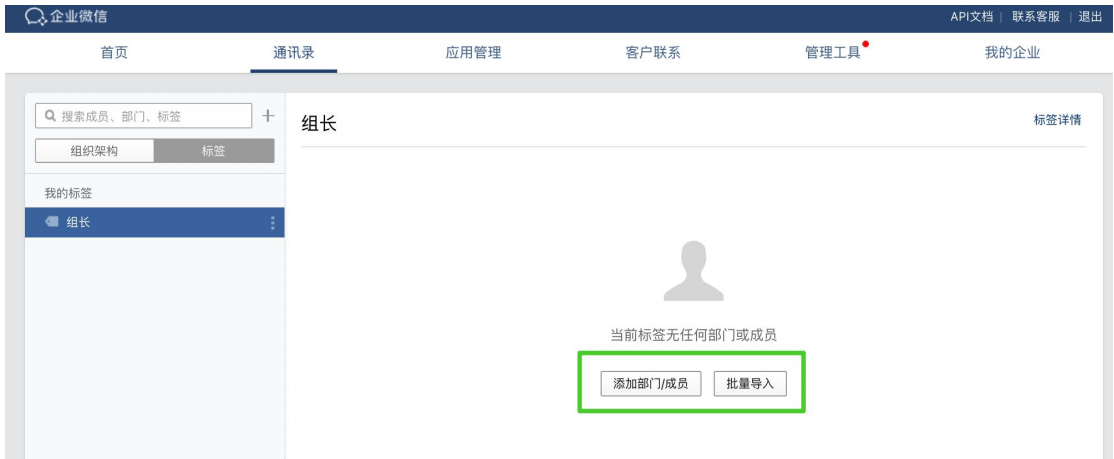 企业微信
API文档 | 联系客服 | 退出
首页 通讯录 应用管理 客户联系 管理工具 我的企业
搜索成员、部门、标签
组织架构 标签
我的标签
组长
组长
标签详情
当前标签无任何部门或成员
添加部门/成员 批量导入